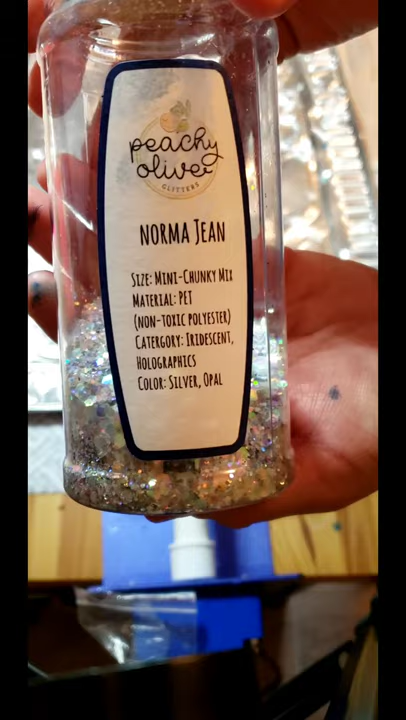 peachy
olive
GLITTERS
NORMA JEAN
SIZE: MINI-CHUNKY MIX
MATERIAL: PET
(NON-TOXIC POLYESTER)
CATERGORY: IRIDESCENT,
HOLOGRAPHICS
COLOR: SILVER, OPAL